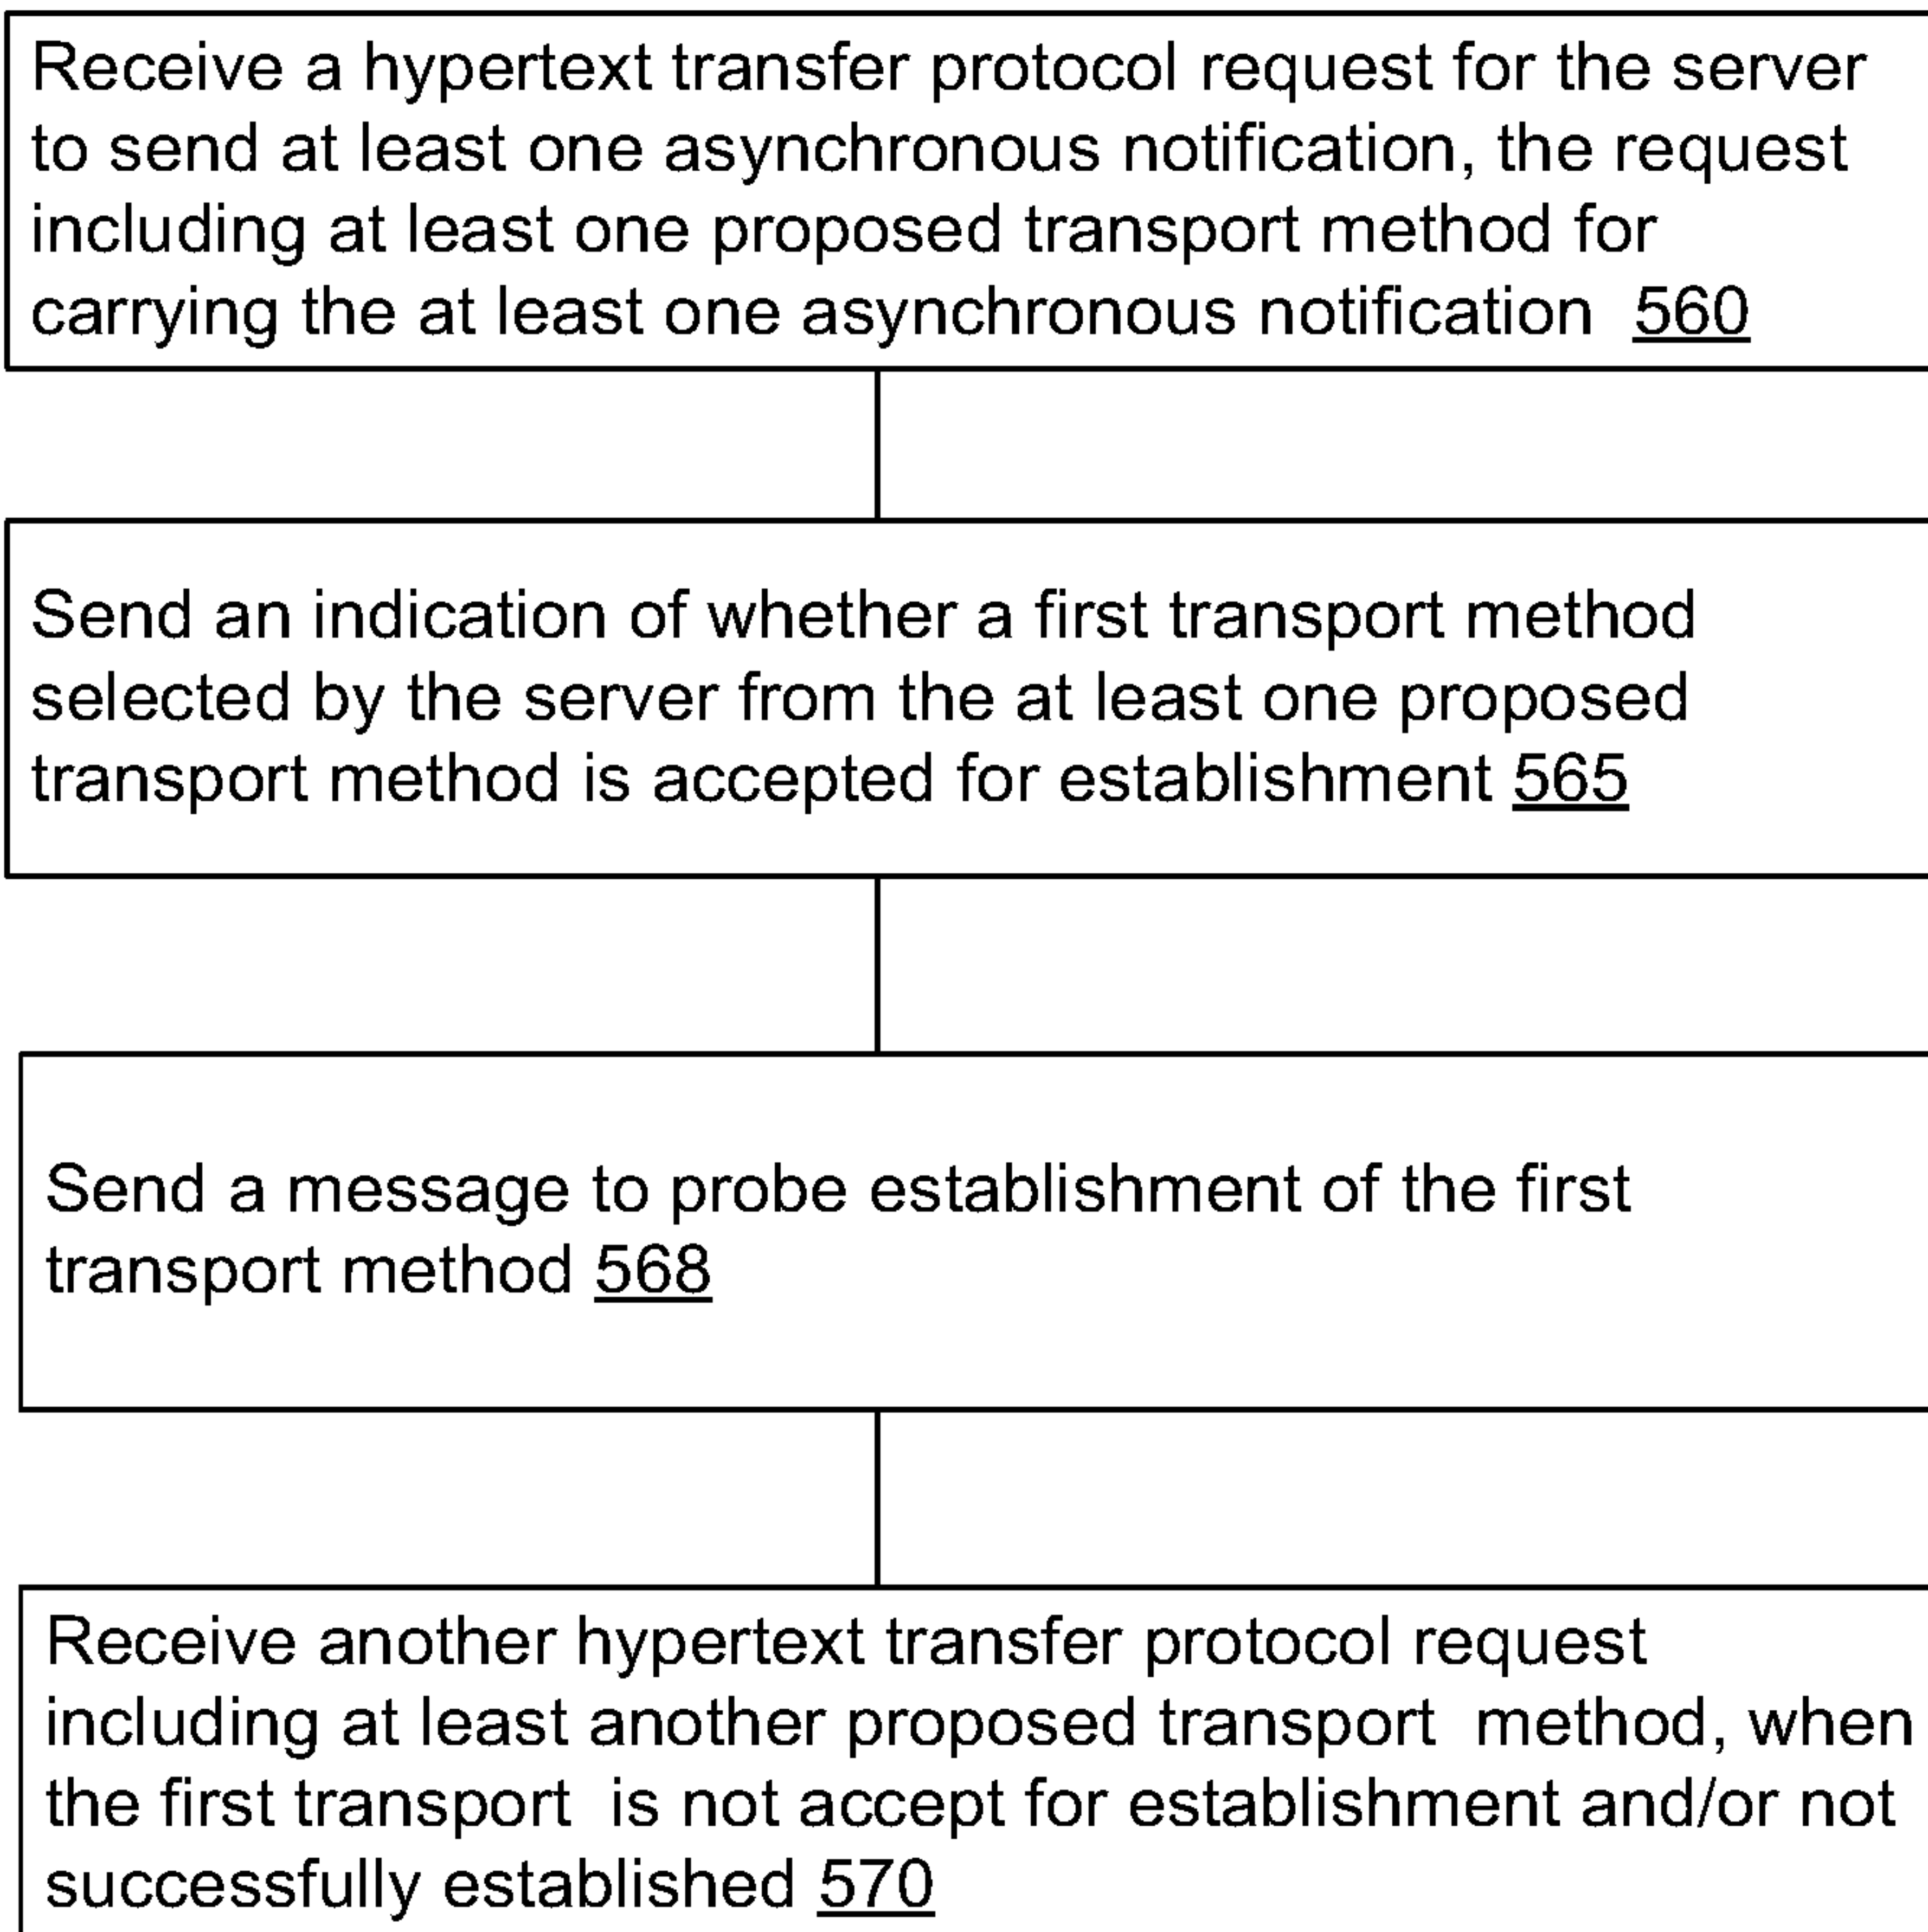 Receive a hypertext transfer protocol request for the server
to send at least one asynchronous notification, the request
including at least one proposed transport method for
carrying the at least one asynchronous notification 560
Send an indication of whether a first transport method
selected by the server from the at least one proposed
transport method is accepted for establishment 565
Send a message to probe establishment of the first
transport method 568
Receive another hypertext transfer protocol request
including at least another proposed transport method, when
the first transport is not accept for establishment and/or not
successfully established 570